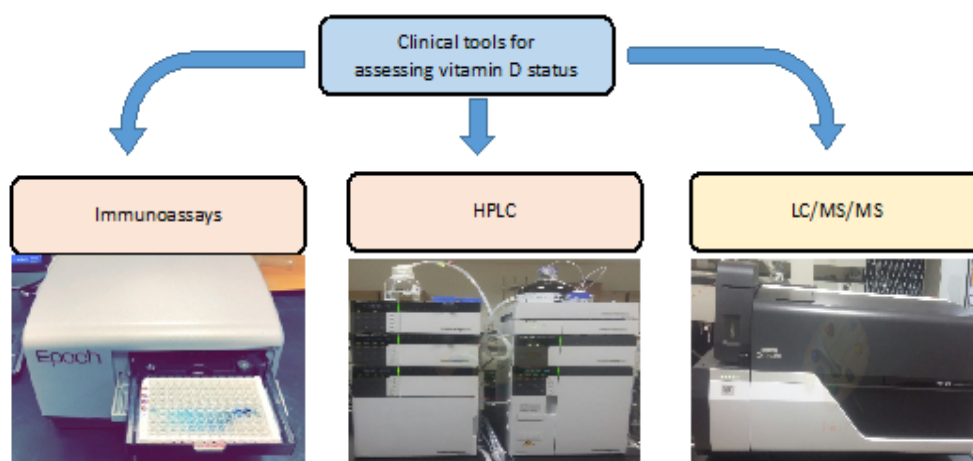 Clinical tools for
assessing vitamin D status
Immunoassays
HPLC
LC/MS/MS
Epoch